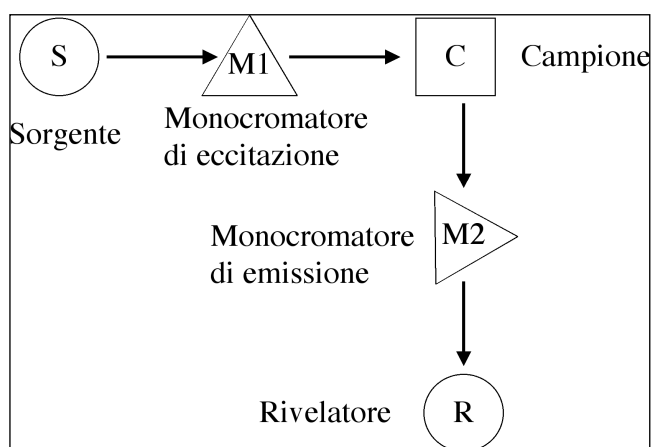 S
M1
C
Campione
Sorgente
Monocromatore
di eccitazione
M2
Monocromatore
di emissione
Rivelatore
R